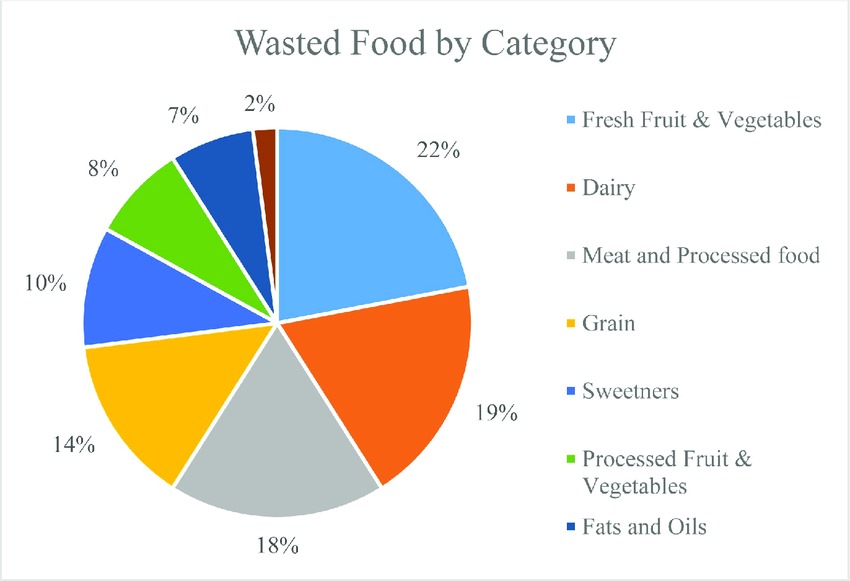 Wasted Food by Category
2%
7%
22%
8%
10%
19%
14%
18%
Fresh Fruit & Vegetables
Dairy
Meat and Processed food
Grain
Sweetners
Processed Fruit &
Vegetables
Fats and Oils